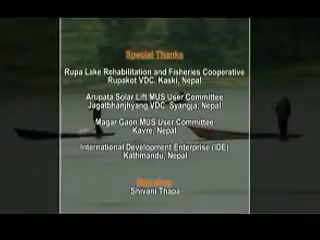 Special Thanks
Rupa Lake Rehabilitation and Fisheries Cooperative
Rupakot VDC, Kaski, Nepal
Arupata Solar Lift MUS User Committee
Jagatbhanjhyang VDC Syangja, Nepal
Magar Gaon MUS User Committee
Kavre, Nepal
International Development Enterprise (IDE)
Kathmandu, Nepal
Shivani Thapa